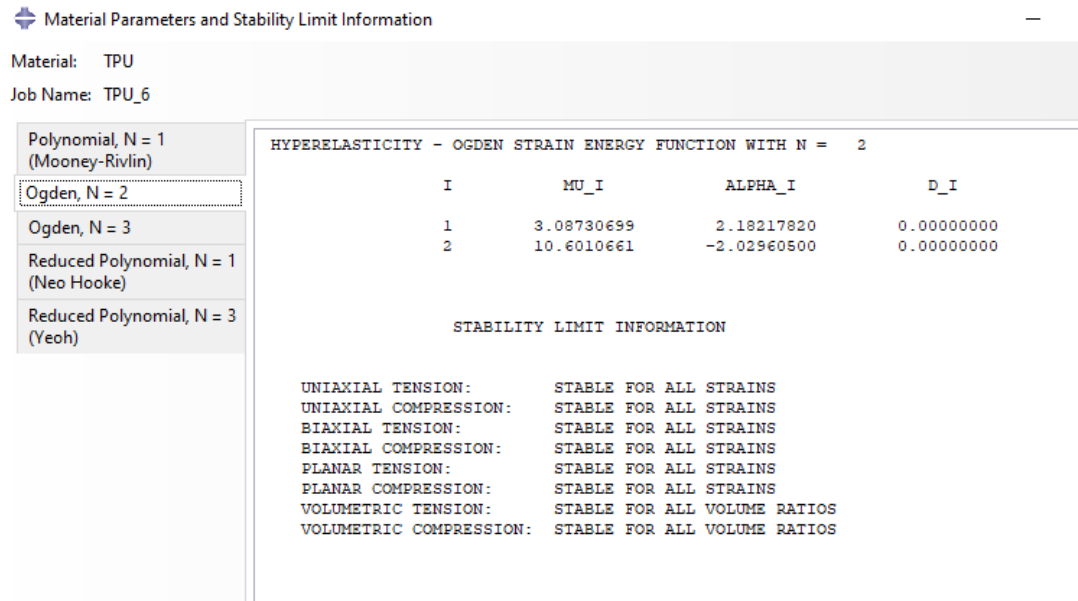 Material Parameters and Stability Limit Information
Material: TPU
Job Name: TPU_6
Polynomial, N = 1
(Mooney-Rivlin)
Ogden, N = 2
Ogden, N = 3
Reduced Polynomial, N = 1
(Neo Hooke)
Reduced Polynomial, N = 3
(Yeoh)
HYPERELASTICITY - OGDEN STRAIN ENERGY FUNCTION WITH N = 2
I MU_I ALPHA_I D_I
1 3.08730699 2.18217820 0.00000000
2 10.6010661 -2.02960500 0.00000000
STABILITY LIMIT INFORMATION
UNIAXIAL TENSION: STABLE FOR ALL STRAINS
UNIAXIAL COMPRESSION: STABLE FOR ALL STRAINS
BIAXIAL TENSION: STABLE FOR ALL STRAINS
BIAXIAL COMPRESSION: STABLE FOR ALL STRAINS
PLANAR TENSION: STABLE FOR ALL STRAINS
PLANAR COMPRESSION: STABLE FOR ALL STRAINS
VOLUMETRIC TENSION: STABLE FOR ALL VOLUME RATIOS
VOLUMETRIC COMPRESSION: STABLE FOR ALL VOLUME RATIOS